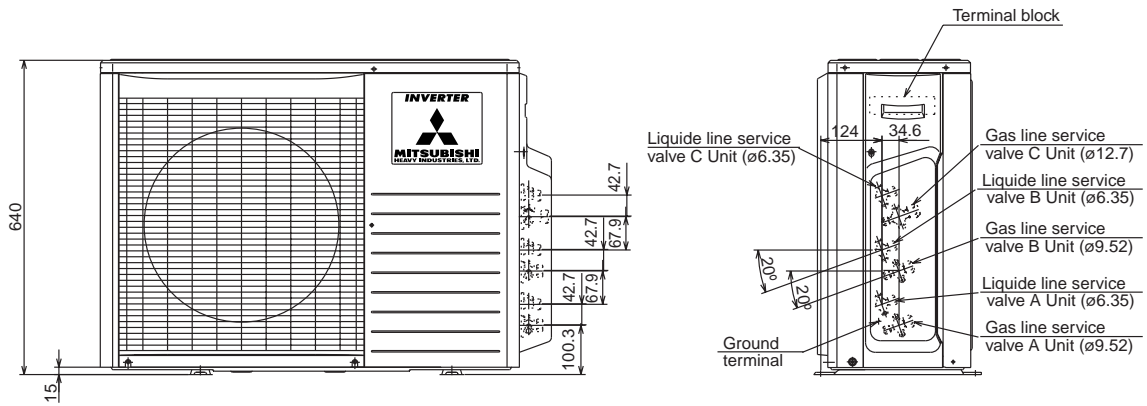 Terminal block
INVERTER
MITSUBISHI
HEAVY INDUSTRIES, LTD.
640
15
42.7
67.9
42.7
67.9
42.7
100.3
124
34.6
Liquide line service
valve C Unit (ø6.35)
Gas line service
valve C Unit (ø12.7)
Liquide line service
valve B Unit (ø6.35)
Gas line service
valve B Unit (ø9.52)
20º
20º
Liquide line service
valve A Unit (ø6.35)
Gas line service
valve A Unit (ø9.52)
Ground
terminal